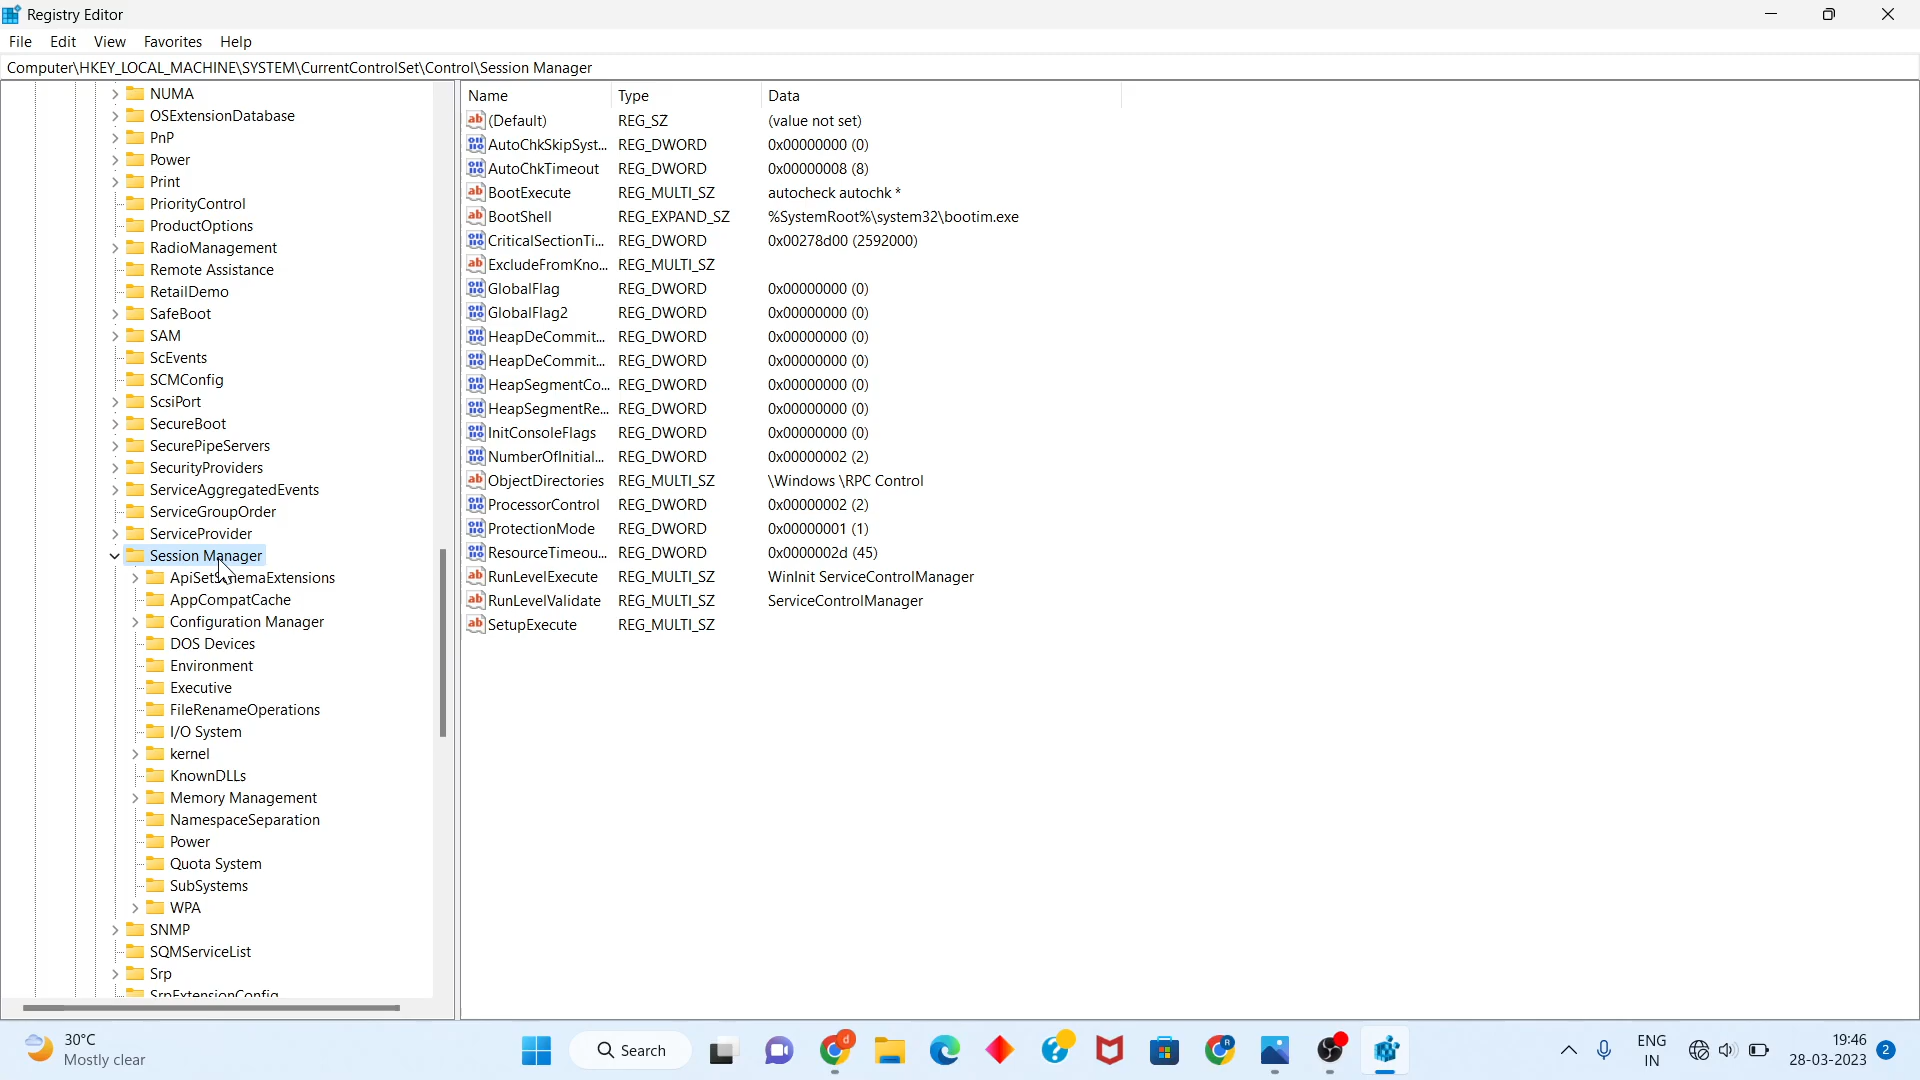 Registry Editor
File Edit View Favorites Help
Computer\HKEY_LOCAL_MACHINE\SYSTEM\CurrentControlSet\Control\Session Manager
NUMA
OSExtensionDatabase
PnP
Power
Print
PriorityControl
ProductOptions
RadioManagement
Remote Assistance
RetailDemo
SafeBoot
SAM
ScEvents
SCMConfig
ScsiPort
SecureBoot
SecurePipeServers
SecurityProviders
ServiceAggregatedEvents
ServiceGroupOrder
ServiceProvider
Session Manager
AppCompatCache
Configuration Manager
DOS Devices
Environment
Executive
FileRenameOperations
I/O System
kernel
KnownDLLs
Memory Management
NamespaceSeparation
Power
Quota System
SubSystems
WPA
SNMP
SQMServiceList
Srp
SrpExtensionConfig
Name Type Data
(Default) REG_SZ (value not set)
AutoChkSkipSyst... REG_DWORD 0x00000000 (0)
AutoChkTimeout REG_DWORD 0x00000008 (8)
BootExecute REG_MULTI_SZ autocheck autochk *
BootShell REG_EXPAND_SZ %SystemRoot%\system32\bootim.exe
CriticalSectionTi... REG_DWORD 0x00278d00 (2592000)
ExcludeFromKno... REG_MULTI_SZ
GlobalFlag REG_DWORD 0x00000000 (0)
GlobalFlag2 REG_DWORD 0x00000000 (0)
HeapDeCommit... REG_DWORD 0x00000000 (0)
HeapDeCommit... REG_DWORD 0x00000000 (0)
HeapSegmentCo... REG_DWORD 0x00000000 (0)
HeapSegmentRe... REG_DWORD 0x00000000 (0)
InitConsoleFlags REG_DWORD 0x00000000 (0)
NumberOfInitial... REG_DWORD 0x00000002 (2)
ObjectDirectories REG_MULTI_SZ \Windows \RPC Control
ProcessorControl REG_DWORD 0x00000002 (2)
ProtectionMode REG_DWORD 0x00000001 (1)
ResourceTimeou... REG_DWORD 0x0000002d (45)
RunLevelExecute REG_MULTI_SZ WinInit ServiceControlManager
RunLevelValidate REG_MULTI_SZ ServiceControlManager
SetupExecute REG_MULTI_SZ
30°C
Mostly clear
Search
ENG
IN
19:46
28-03-2023
2